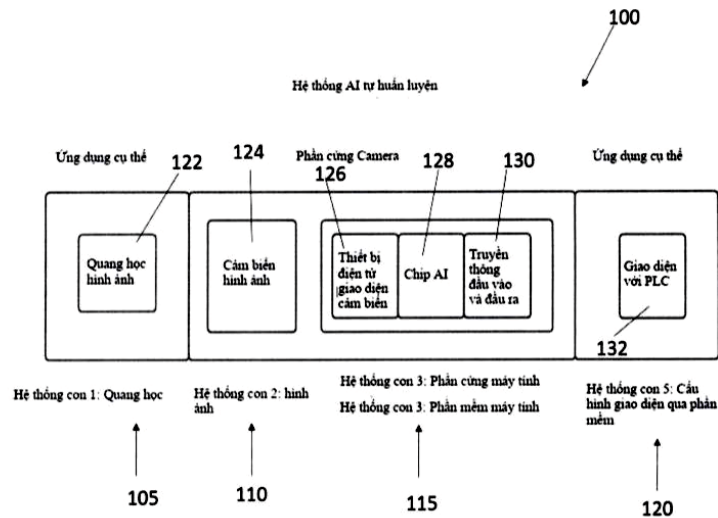 100
Hệ thống AI tự huấn luyện
Ứng dụng cụ thể
122
124
Phần cứng Camera
126
128
130
Ứng dụng cụ thể
Quang học
hình ảnh
Cảm biến
hình ảnh
Thiết bị
điện tử
giao diện
cảm biến
Chip AI
Truyền
thông
đầu vào
và đầu ra
Giao diện
với PLC
132
Hệ thống con 1: Quang học
Hệ thống con 2: hình
ảnh
Hệ thống con 3: Phần cứng máy tính
Hệ thống con 3: Phần mềm máy tính
Hệ thống con 5: Cấu
hình giao diện qua phần
mềm
105
110
115
120